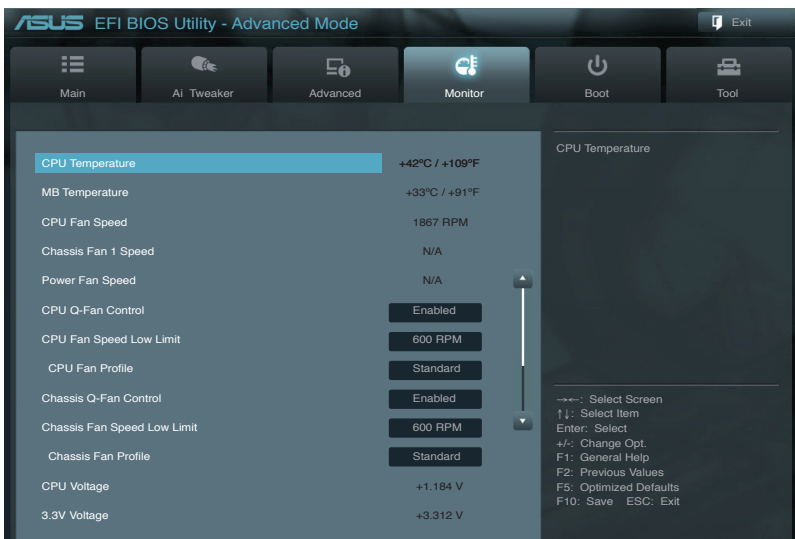 ASUS EFI BIOS Utility - Advanced Mode
Exit
Main
Ai Tweaker
Advanced
Monitor
Boot
Tool
CPU Temperature +42°C / +109°F
MB Temperature +33°C / +91°F
CPU Fan Speed 1867 RPM
Chassis Fan 1 Speed N/A
Power Fan Speed N/A
CPU Q-Fan Control Enabled
CPU Fan Speed Low Limit 600 RPM
CPU Fan Profile Standard
Chassis Q-Fan Control Enabled
Chassis Fan Speed Low Limit 600 RPM
Chassis Fan Profile Standard
CPU Voltage +1.184 V
3.3V Voltage +3.312 V
CPU Temperature
→←: Select Screen
↑↓: Select Item
Enter: Select
+/-: Change Opt.
F1: General Help
F2: Previous Values
F5: Optimized Defaults
F10: Save ESC: Exit